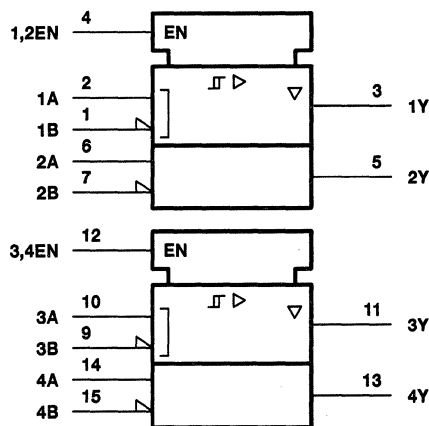 1,2EN 4 EN
1A 2
1B 1
3 1Y
2A 6
2B 7
5 2Y
3,4EN 12 EN
3A 10
3B 9
11 3Y
4A 14
4B 15
13 4Y